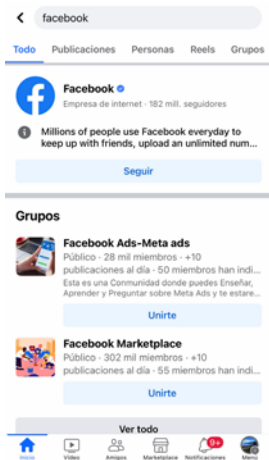 facebook
Todo Publicaciones Personas Reels Grupos
Facebook
Empresa de internet · 182 mill. seguidores
Millions of people use Facebook everyday to
keep up with friends, upload an unlimited num...
Seguir
Grupos
Facebook Ads-Meta ads
Público · 28 mil miembros · +10
publicaciones al día · 50 miembros han indi...
Esta es una Conmunidad donde puedes Enseñar,
Aprender y Preguntar sobre Meta Ads y te estare...
Unirte
Facebook Marketplace
Público · 302 mil miembros · +10
publicaciones al día · 55 miembros han indi...
Unirte
Ver todo
9+
Inicio Video Amigos Marketplace Notificaciones Menú